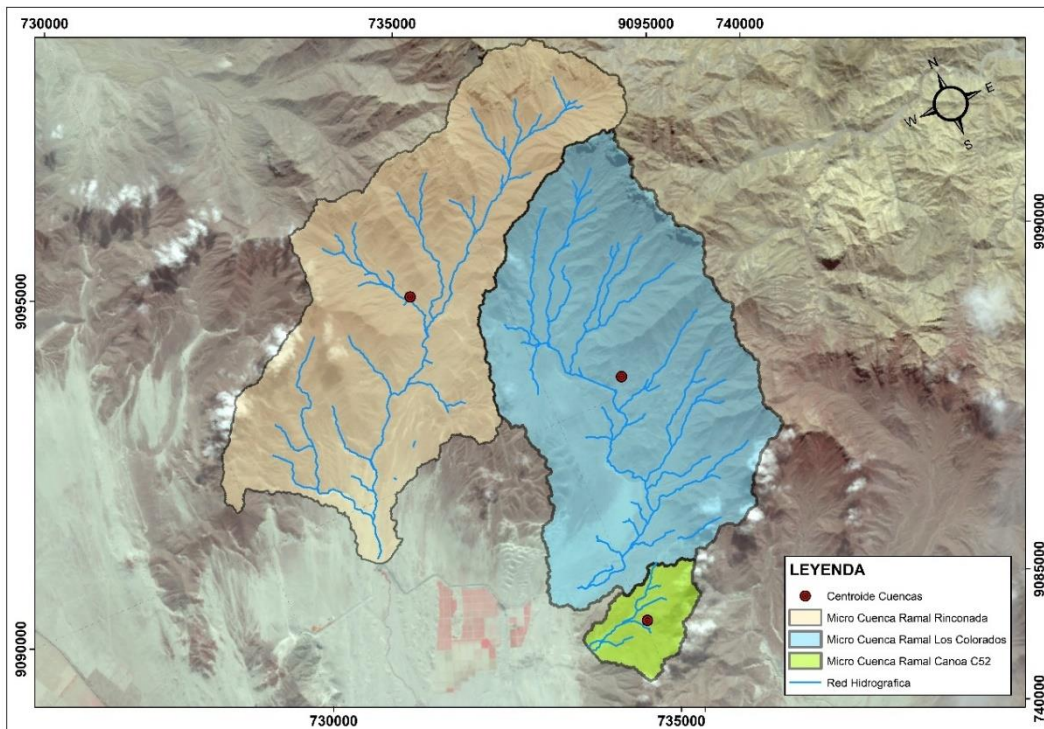 730000 735000 9095000 740000
N
E
W
S
9090000
9095000
9085000
9090000
740000
730000 735000
LEYENDA
Centroide Cuencas
Micro Cuenca Ramal Rinconada
Micro Cuenca Ramal Los Colorados
Micro Cuenca Ramal Canoa C52
Red Hidrografica